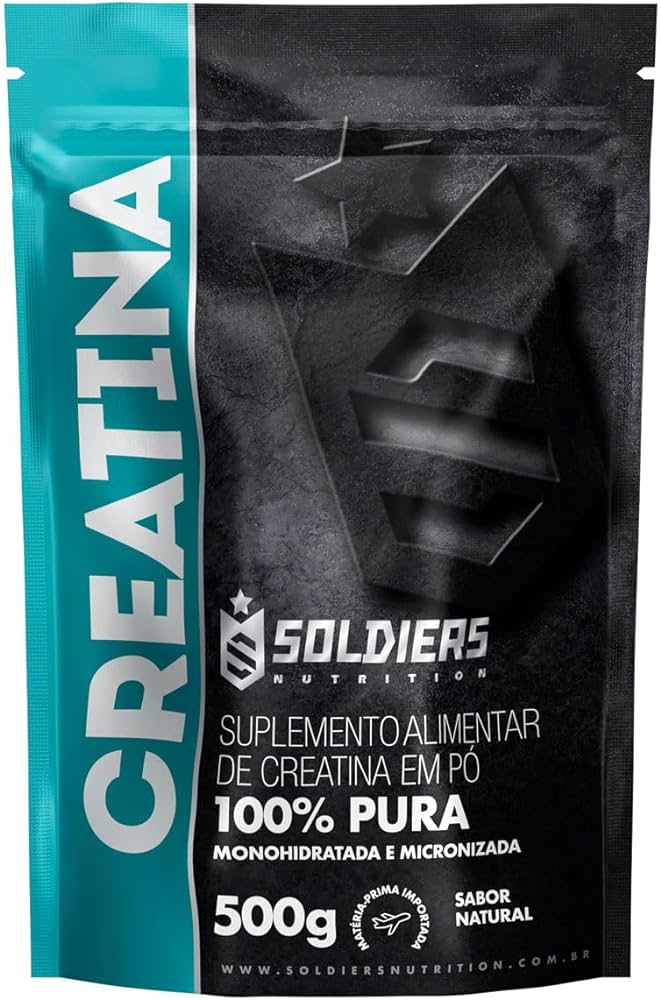 CREATINA
SOLDIERS
NUTRITION
SUPLEMENTO ALIMENTAR
DE CREATINA EM PÓ
100% PURA
MONOHIDRATADA E MICRONIZADA
500g
MATÉRIA-PRIMA IMPORTADA
SABOR
NATURAL
WWW.SOLDIERSNUTRITION.COM.BR